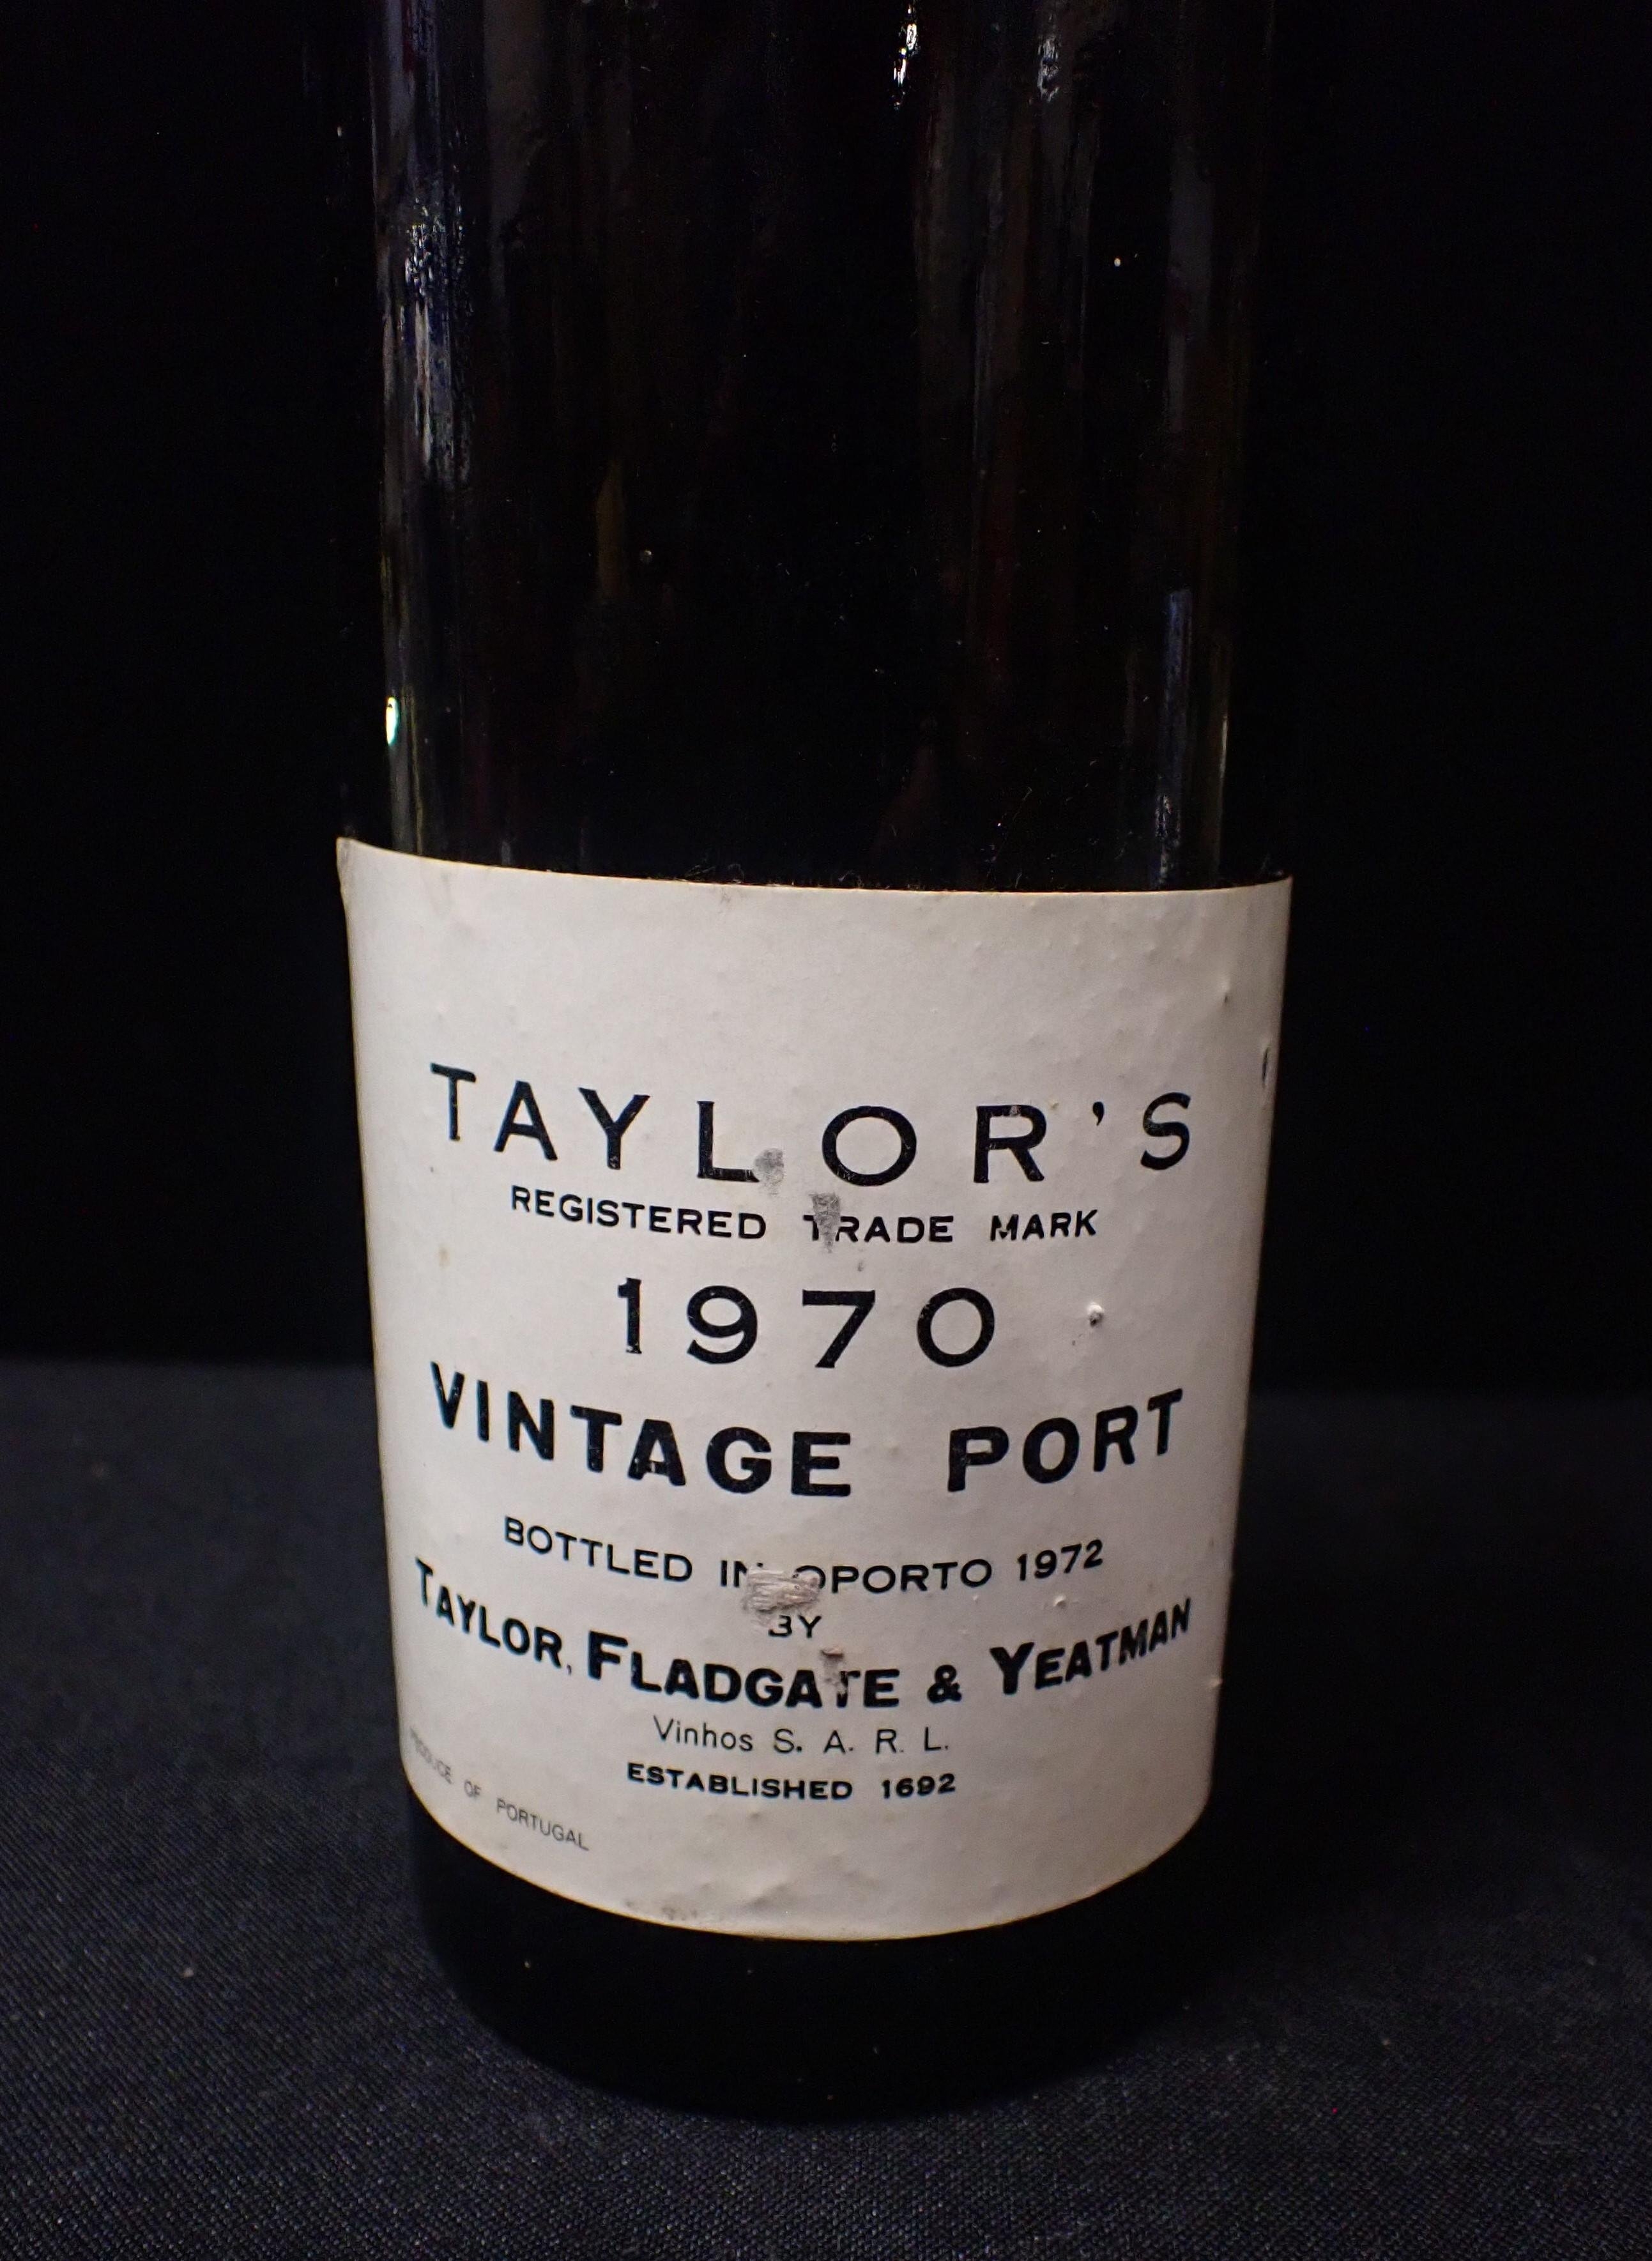 TAYLOR'S
REGISTERED TRADE MARK
1970
VINTAGE PORT
BOTTLED IN OPORTO 1972
BY
TAYLOR, FLADGATE & YEATMAN
Vinhos S. A. R. L.
ESTABLISHED 1692
PRODUCE OF PORTUGAL